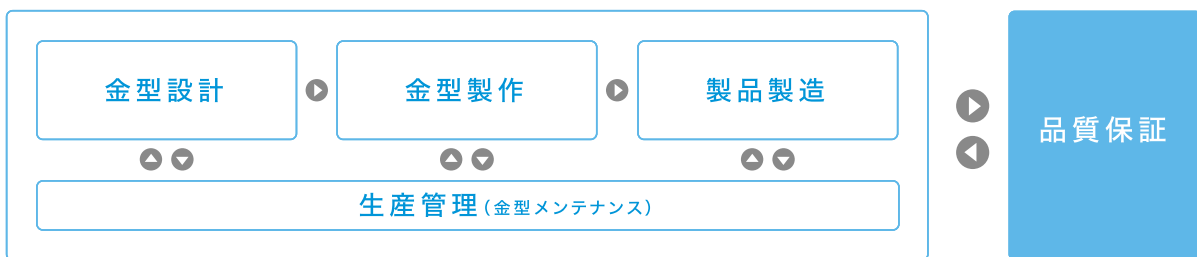 金型設計
金型製作
製品製造
生産管理(金型メンテナンス)
品質保証